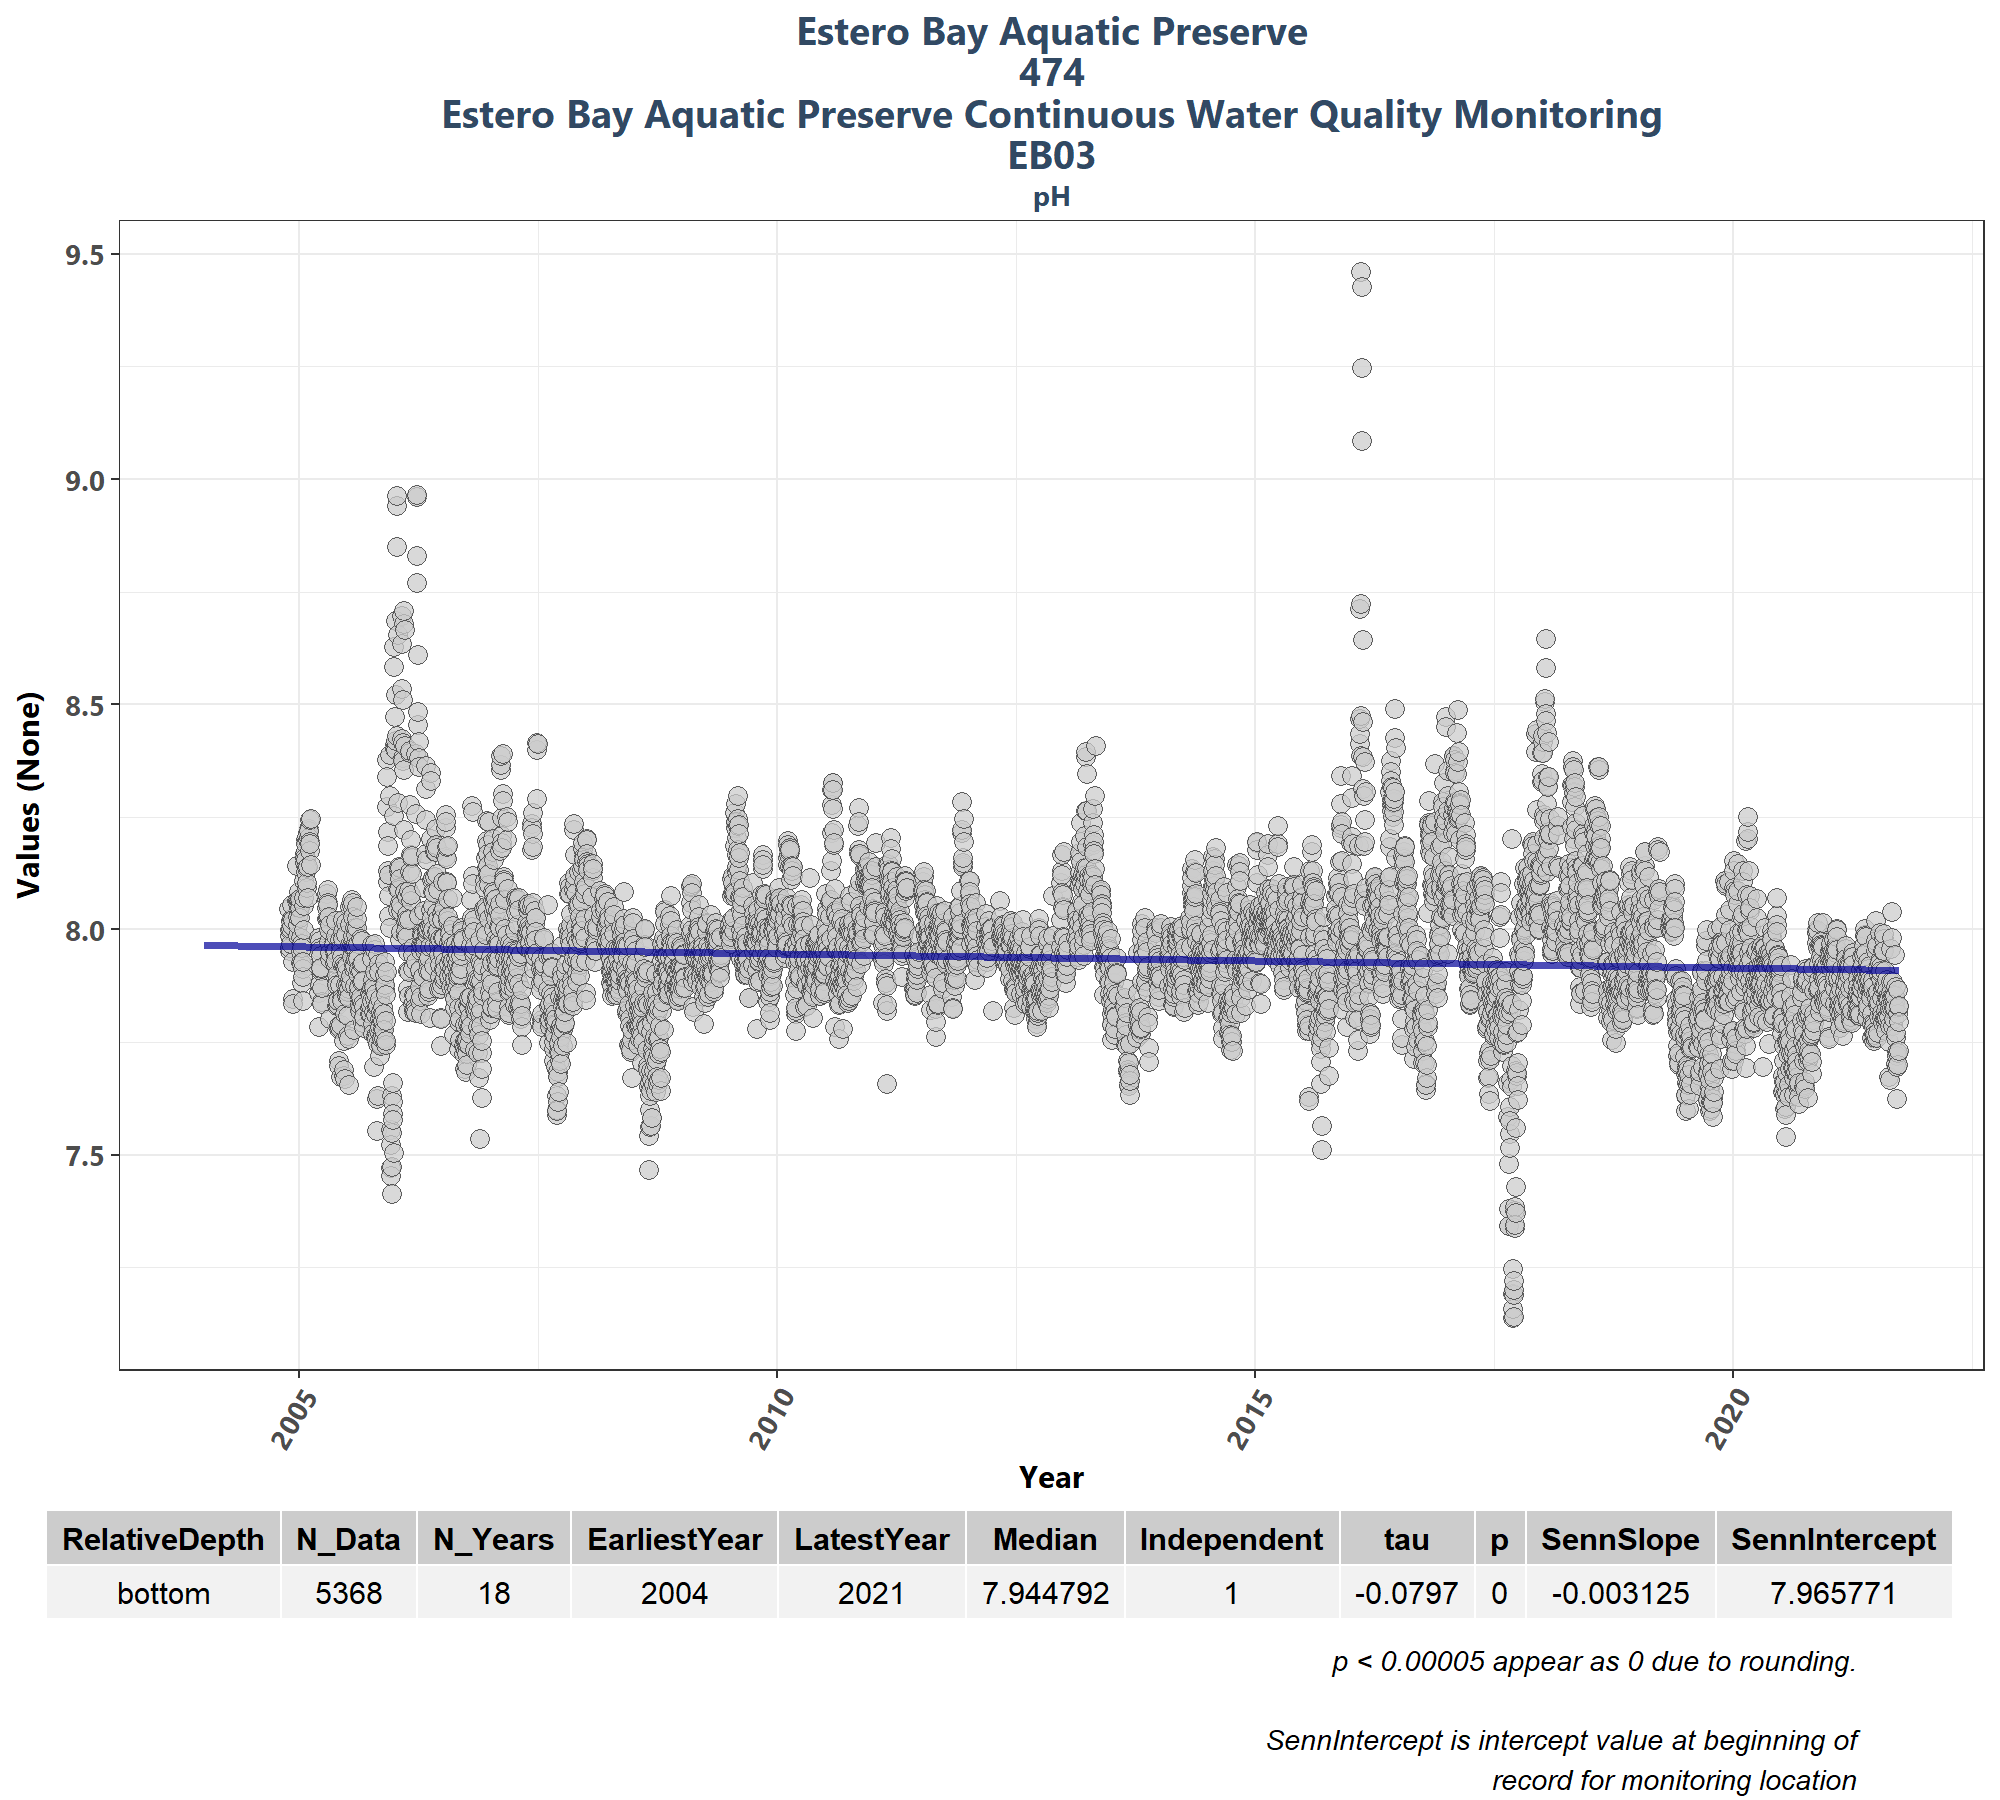 Estero Bay Aquatic Preserve
474
Estero Bay Aquatic Preserve Continuous Water Quality Monitoring
EB03
pH
Values (None)
9.5
9.0
8.5
8.0
7.5
2005 2010 2015 2020
Year
RelativeDepth N_Data N_Years EarliestYear LatestYear Median Independent tau p SennSlope SennIntercept
bottom 5368 18 2004 2021 7.944792 1 -0.0797 0 -0.003125 7.965771
p < 0.00005 appear as 0 due to rounding.
SennIntercept is intercept value at beginning of
record for monitoring location